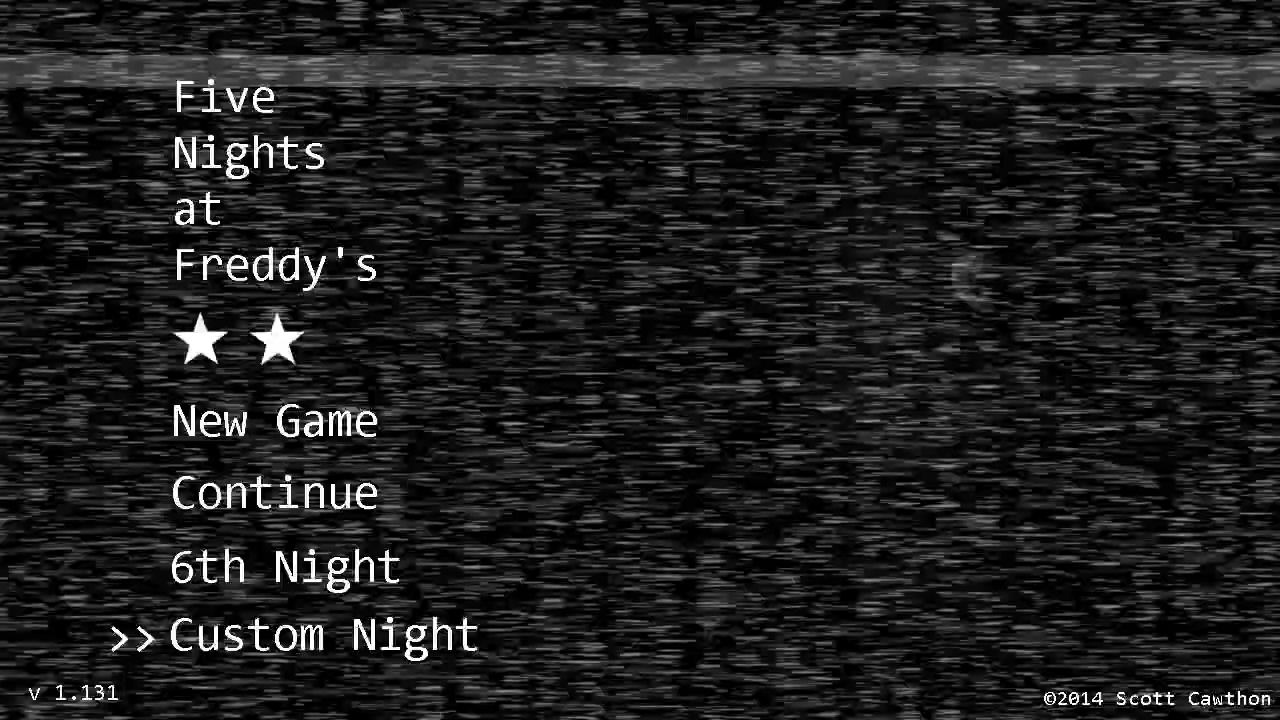 Five
Nights
at
Freddy's
New Game
Continue
6th Night
>> Custom Night
v 1.131
©2014 Scott Cawthon